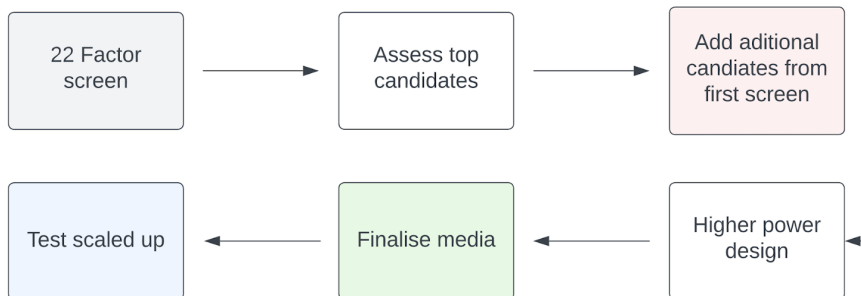 22 Factor
screen
Assess top
candidates
Add aditional
candiates from
first screen
Test scaled up
Finalise media
Higher power
design